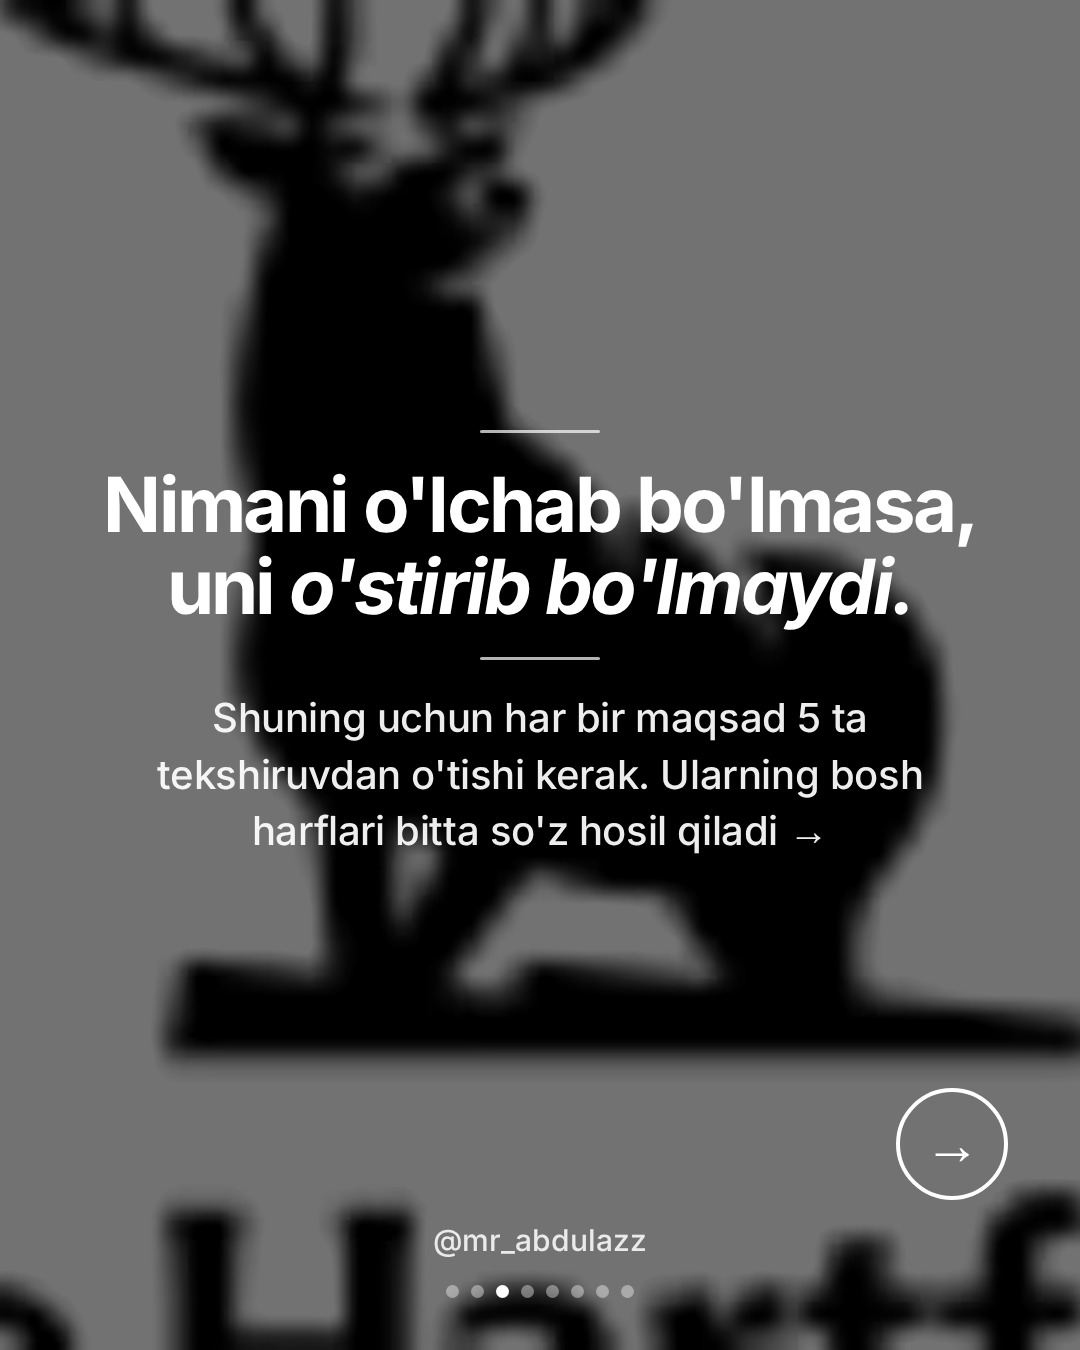 Nimani o'lchab bo'lmasa,
uni o'stirib bo'lmaydi.
Shuning uchun har bir maqsad 5 ta
tekshiruvdan o'tishi kerak. Ularning bosh
harflari bitta so'z hosil qiladi →
→
@mr_abdulazz
Hartf